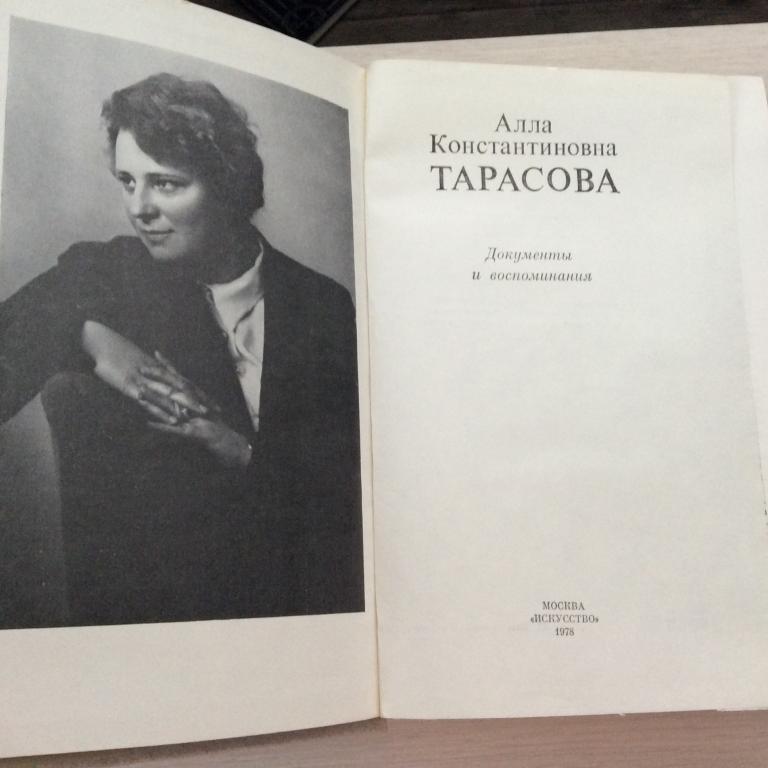 Алла
Константиновна
ТАРАСОВА
Документы
и воспоминания
МОСКВА
«ИСКУССТВО»
1978